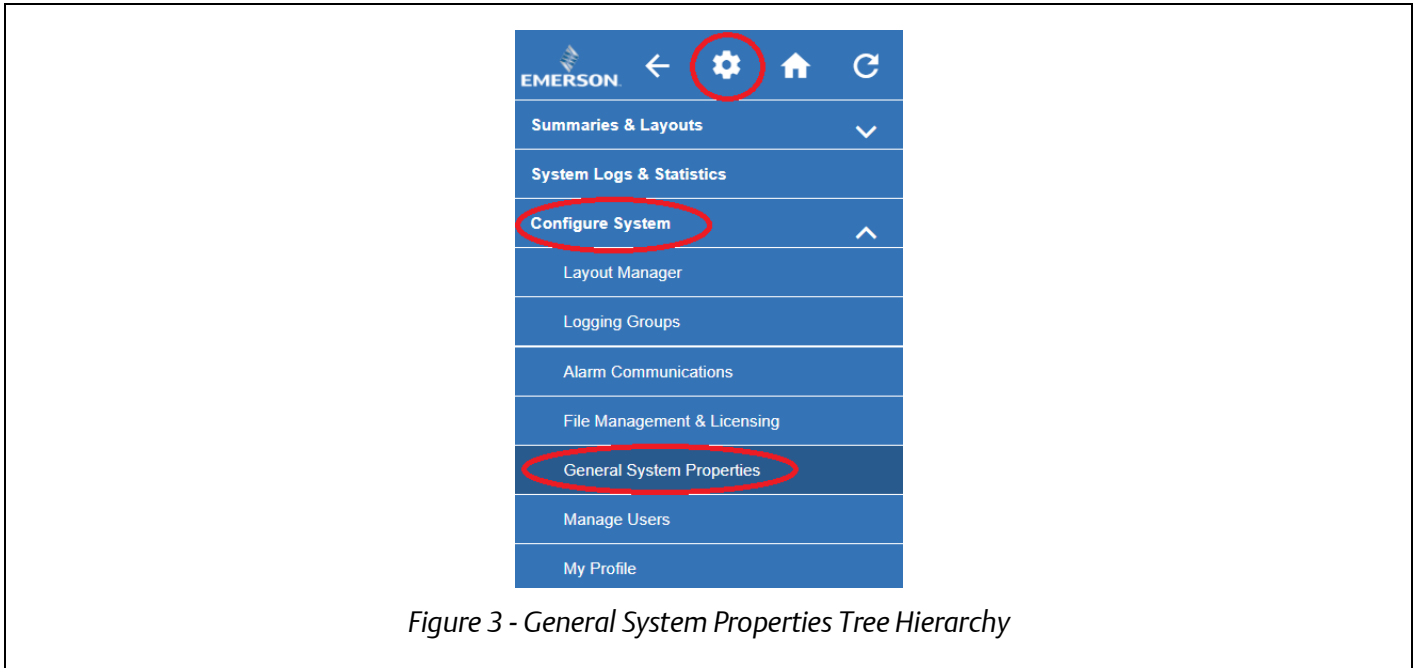 EMERSON.
Summaries & Layouts
System Logs & Statistics
Configure System
Layout Manager
Logging Groups
Alarm Communications
File Management & Licensing
General System Properties
Manage Users
My Profile
Figure 3 - General System Properties Tree Hierarchy